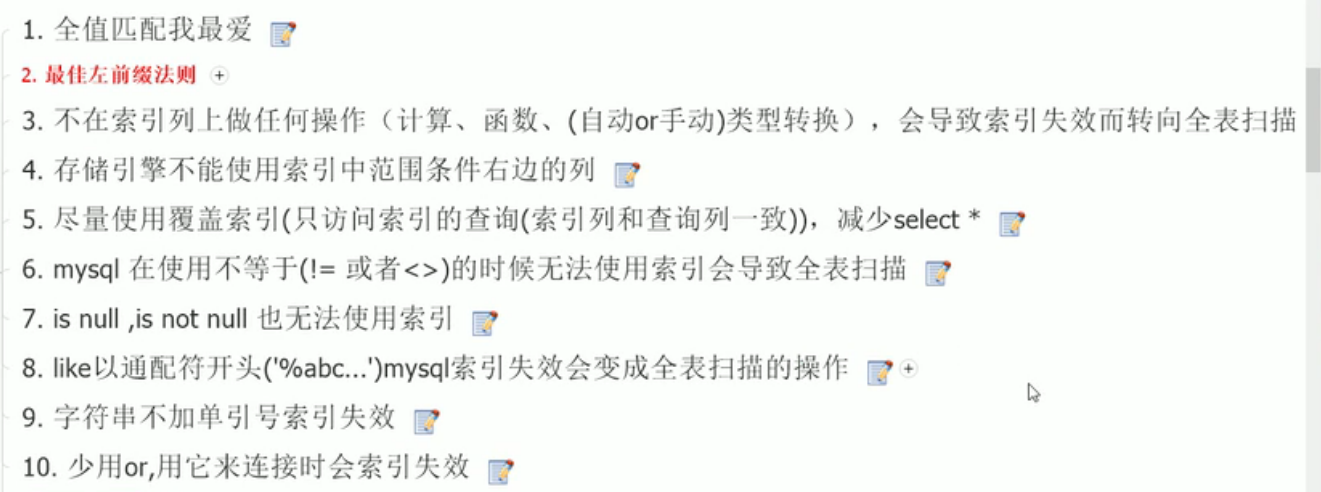 1. 全值匹配我最爱
2. 最佳左前缀法则
3. 不在索引列上做任何操作（计算、函数、(自动or手动)类型转换），会导致索引失效而转向全表扫描
4. 存储引擎不能使用索引中范围条件右边的列
5. 尽量使用覆盖索引(只访问索引的查询(索引列和查询列一致))，减少select *
6. mysql 在使用不等于(!= 或者<>)的时候无法使用索引会导致全表扫描
7. is null ,is not null 也无法使用索引
8. like以通配符开头('%abc...')mysql索引失效会变成全表扫描的操作
9. 字符串不加单引号索引失效
10. 少用or,用它来连接时会索引失效